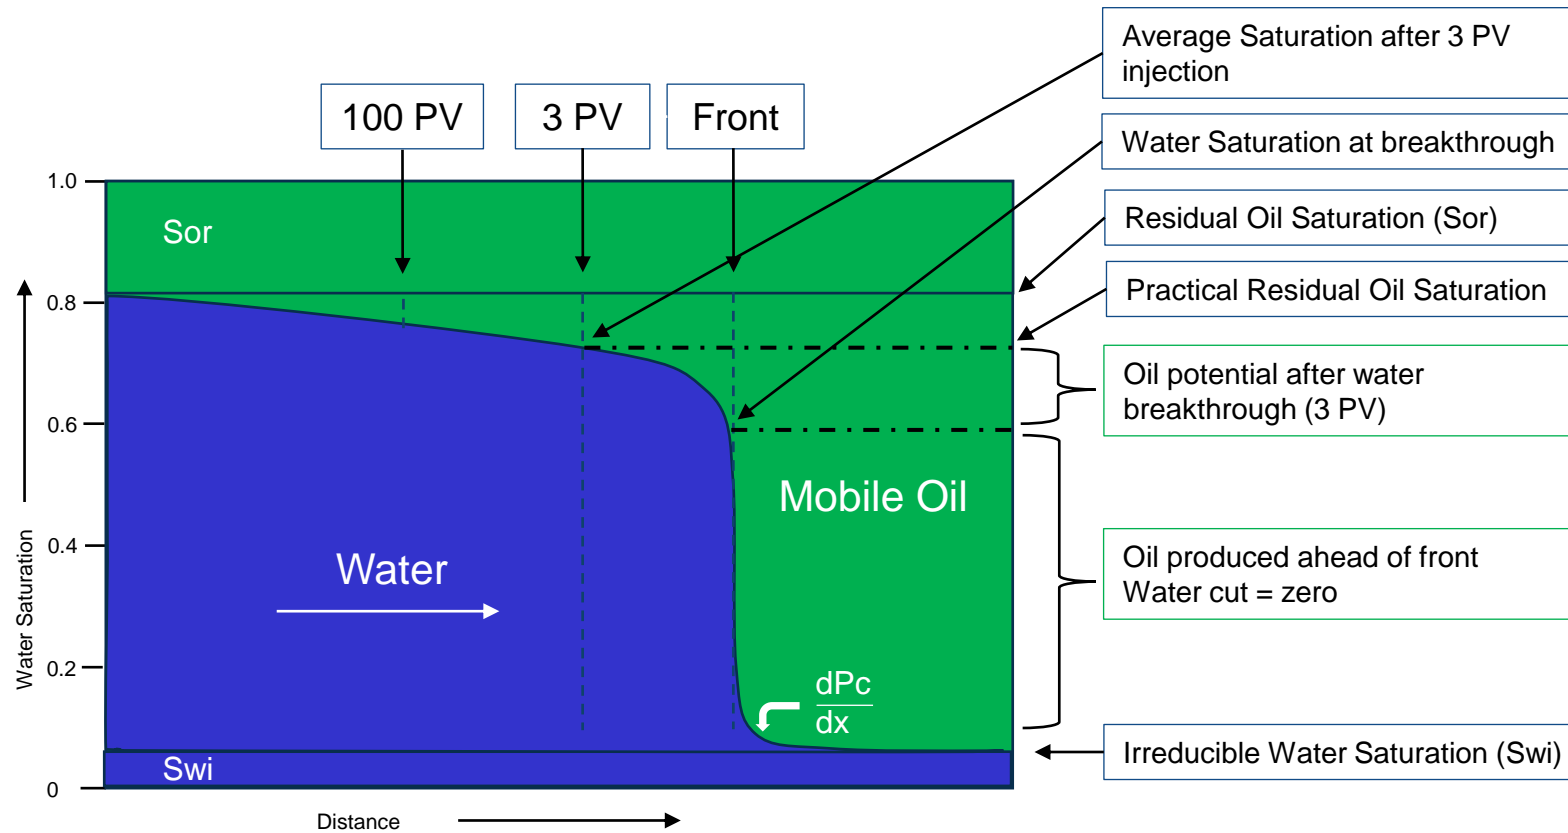 Average Saturation after 3 PV
injection
100 PV
3 PV
Front
Water Saturation at breakthrough
1.0
Sor
Residual Oil Saturation (Sor)
Practical Residual Oil Saturation
0.8
Oil potential after water
breakthrough (3 PV)
0.6
Mobile Oil
Water Saturation
0.4
Water
Oil produced ahead of front
Water cut = zero
0.2
dPc
dx
Irreducible Water Saturation (Swi)
Swi
0
Distance